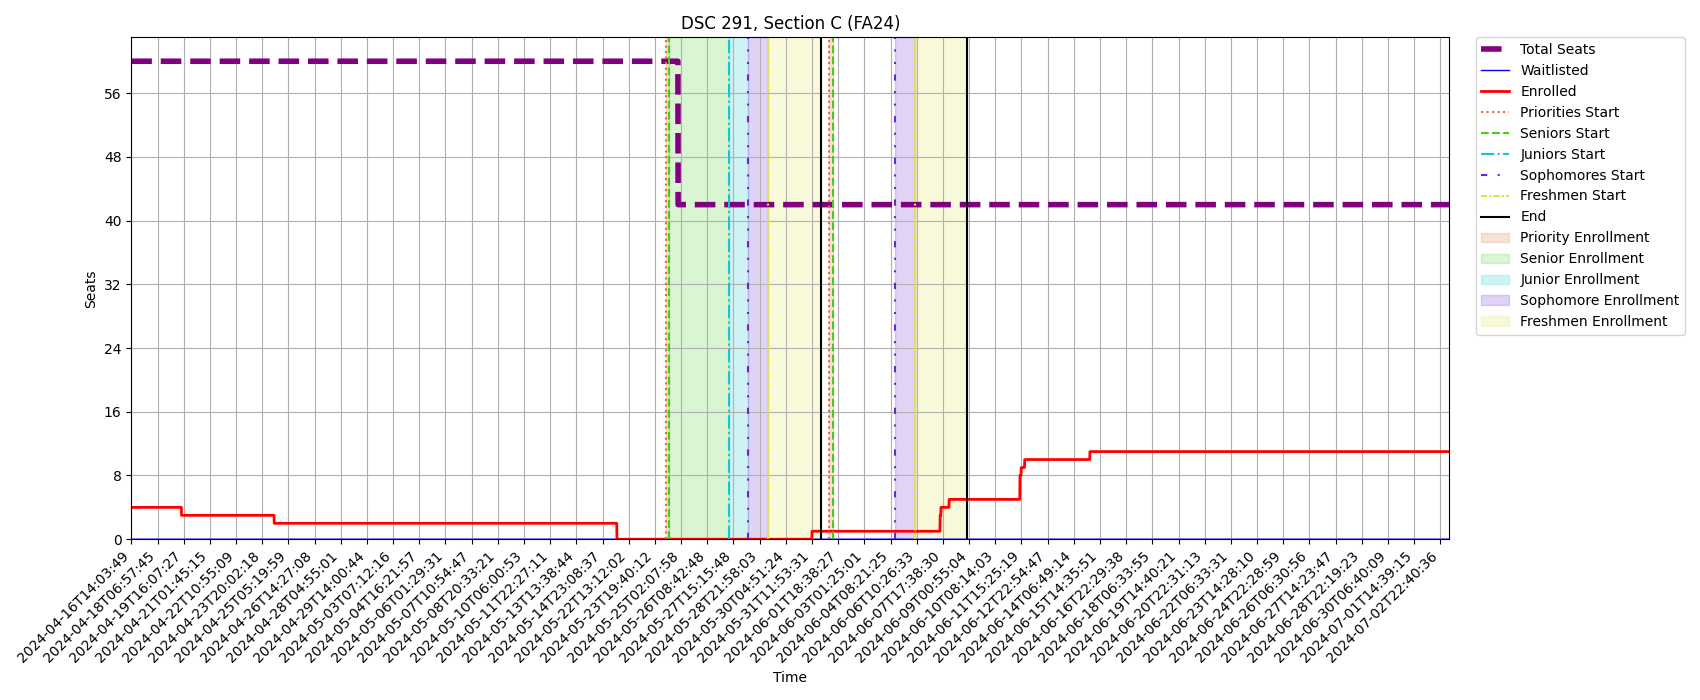 DSC 291, Section C (FA24)
Total Seats
Waitlisted
Enrolled
Priorities Start
Seniors Start
Juniors Start
Sophomores Start
Freshmen Start
End
Priority Enrollment
Senior Enrollment
Junior Enrollment
Sophomore Enrollment
Freshmen Enrollment
Seats
56
48
40
32
24
16
8
0
2024-04-16T14:03:49
2024-04-18T06:57:45
2024-04-19T16:07:27
2024-04-21T01:45:15
2024-04-22T10:55:09
2024-04-23T20:02:18
2024-04-25T05:19:59
2024-04-26T14:27:08
2024-04-28T04:55:01
2024-04-29T14:00:44
2024-05-03T07:12:16
2024-05-04T16:21:57
2024-05-06T01:29:31
2024-05-07T10:54:47
2024-05-08T20:33:21
2024-05-10T06:00:53
2024-05-11T22:27:11
2024-05-13T13:38:44
2024-05-14T23:08:37
2024-05-22T13:12:02
2024-05-23T19:40:12
2024-05-25T02:07:58
2024-05-26T08:42:48
2024-05-27T15:15:48
2024-05-28T21:58:03
2024-05-30T04:51:24
2024-05-31T11:53:31
2024-06-01T18:38:27
2024-06-03T01:25:01
2024-06-04T08:21:25
2024-06-06T10:26:33
2024-06-07T17:38:30
2024-06-09T00:55:04
2024-06-10T08:14:03
2024-06-11T15:25:19
2024-06-12T22:54:47
2024-06-14T06:49:14
2024-06-15T14:35:51
2024-06-16T22:29:38
2024-06-18T06:33:55
2024-06-19T14:40:21
2024-06-20T22:31:13
2024-06-22T06:33:31
2024-06-23T14:28:10
2024-06-24T22:28:59
2024-06-26T06:30:56
2024-06-27T14:23:47
2024-06-28T22:19:23
2024-06-30T06:40:09
2024-07-01T14:39:15
2024-07-02T22:40:36
Time